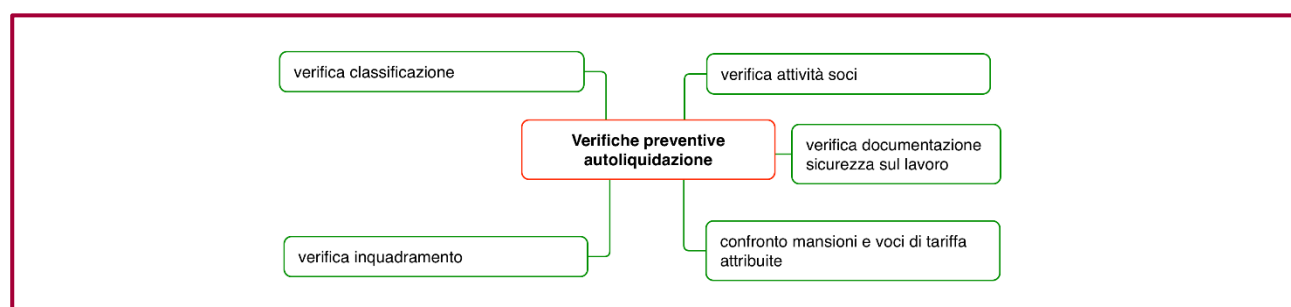 verifica classificazione
verifica attività soci
Verifiche preventive
autoliquidazione
verifica documentazione
sicurezza sul lavoro
verifica inquadramento
confronto mansioni e voci di tariffa
attribuite